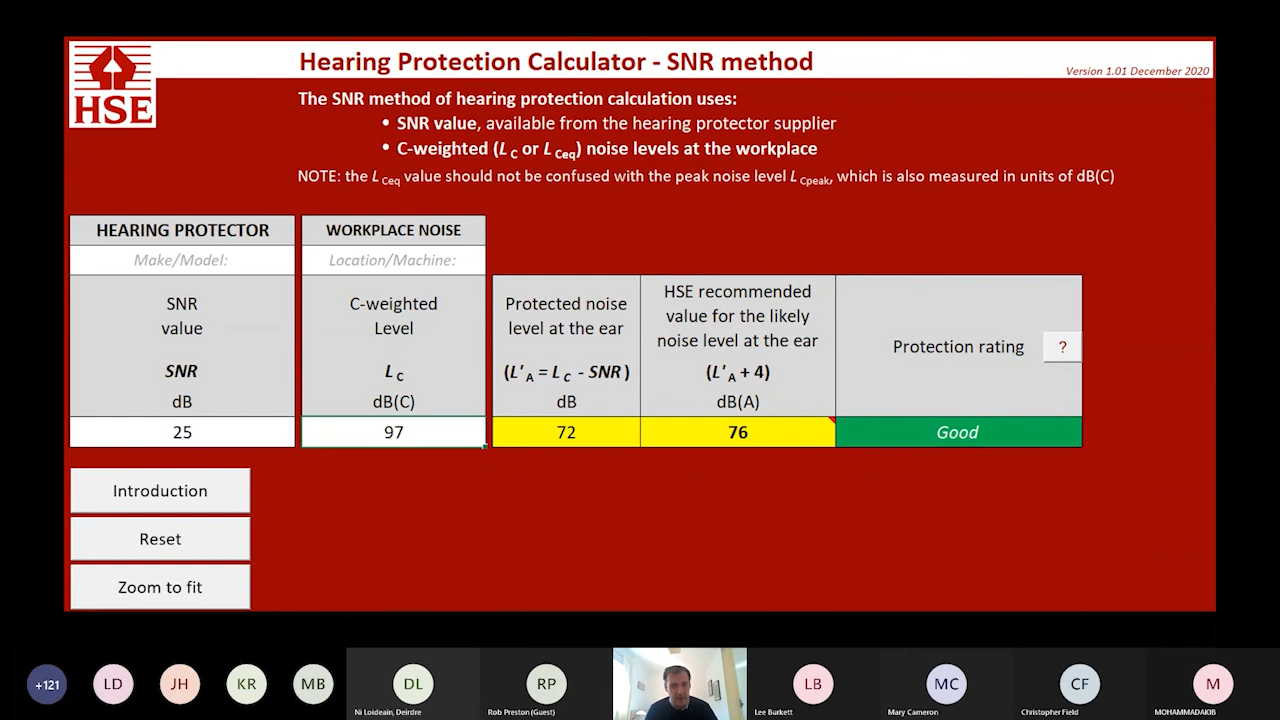 HSE
Hearing Protection Calculator - SNR method
Version 1.01 December 2020
The SNR method of hearing protection calculation uses:
• SNR value, available from the hearing protector supplier
• C-weighted (L C or L Ceq) noise levels at the workplace
NOTE: the L Ceq value should not be confused with the peak noise level L Cpeak, which is also measured in units of dB(C)
HEARING PROTECTOR
WORKPLACE NOISE
Make/Model:
Location/Machine:
SNR
value
SNR
dB
C-weighted
Level
L C
dB(C)
Protected noise
level at the ear
(L' A = L C - SNR)
dB
HSE recommended
value for the likely
noise level at the ear
(L' A + 4)
dB(A)
Protection rating
?
25
97
72
76
Good
Introduction
Reset
Zoom to fit
+121
LD
JH
KR
MB
DL
RP
LB
MC
CF
M
Ni Loideain, Deirdre
Rob Preston (Guest)
Lee Burkett
Mary Cameron
Christopher Field
MOHAMMADAKIB